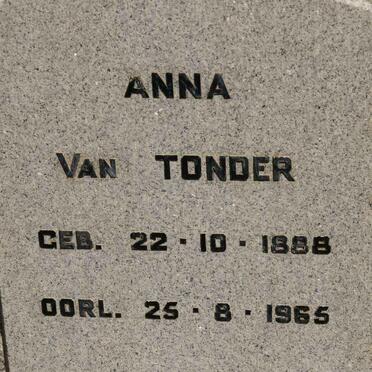 ANNA
VAN TONDER
GEB. 22 · 10 · 1888
OORL. 25 · 8 · 1965